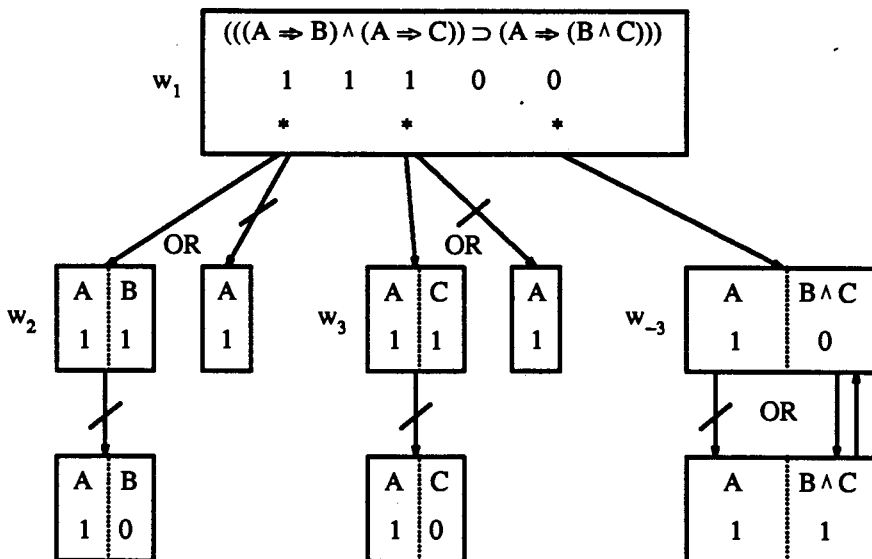 (((A ⇒ B) ∧ (A ⇒ C)) ⊃ (A ⇒ (B ∧ C)))
w₁ 1 1 1 0 0
* * *
OR OR
A B A A C A A B ∧ C
w₂ 1 1 1 w₃ 1 1 1 w₋₃ 1 0
OR
A B A C A B ∧ C
1 0 1 0 1 1